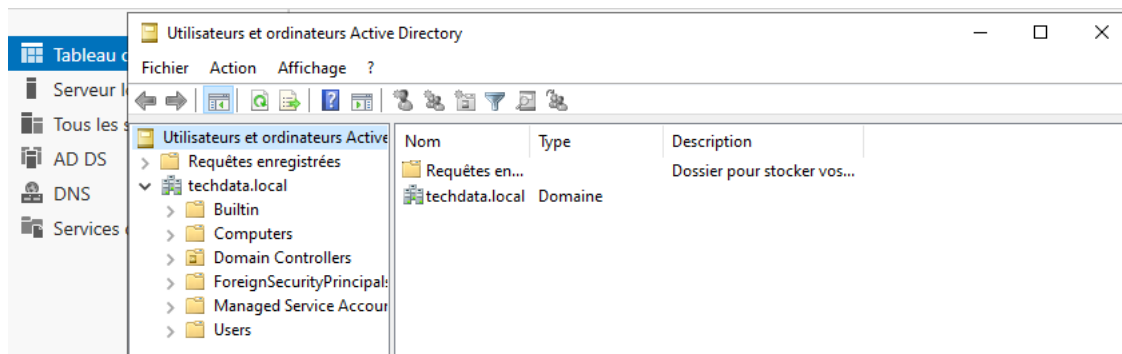 Utilisateurs et ordinateurs Active Directory
Fichier Action Affichage ?
Tableau
Serveur
Tous les
AD DS
DNS
Services
Utilisateurs et ordinateurs Active
Requêtes enregistrées
techdata.local
Builtin
Computers
Domain Controllers
ForeignSecurityPrincipals
Managed Service Accour
Users
Nom Type Description
Requêtes en... Dossier pour stocker vos...
techdata.local Domaine